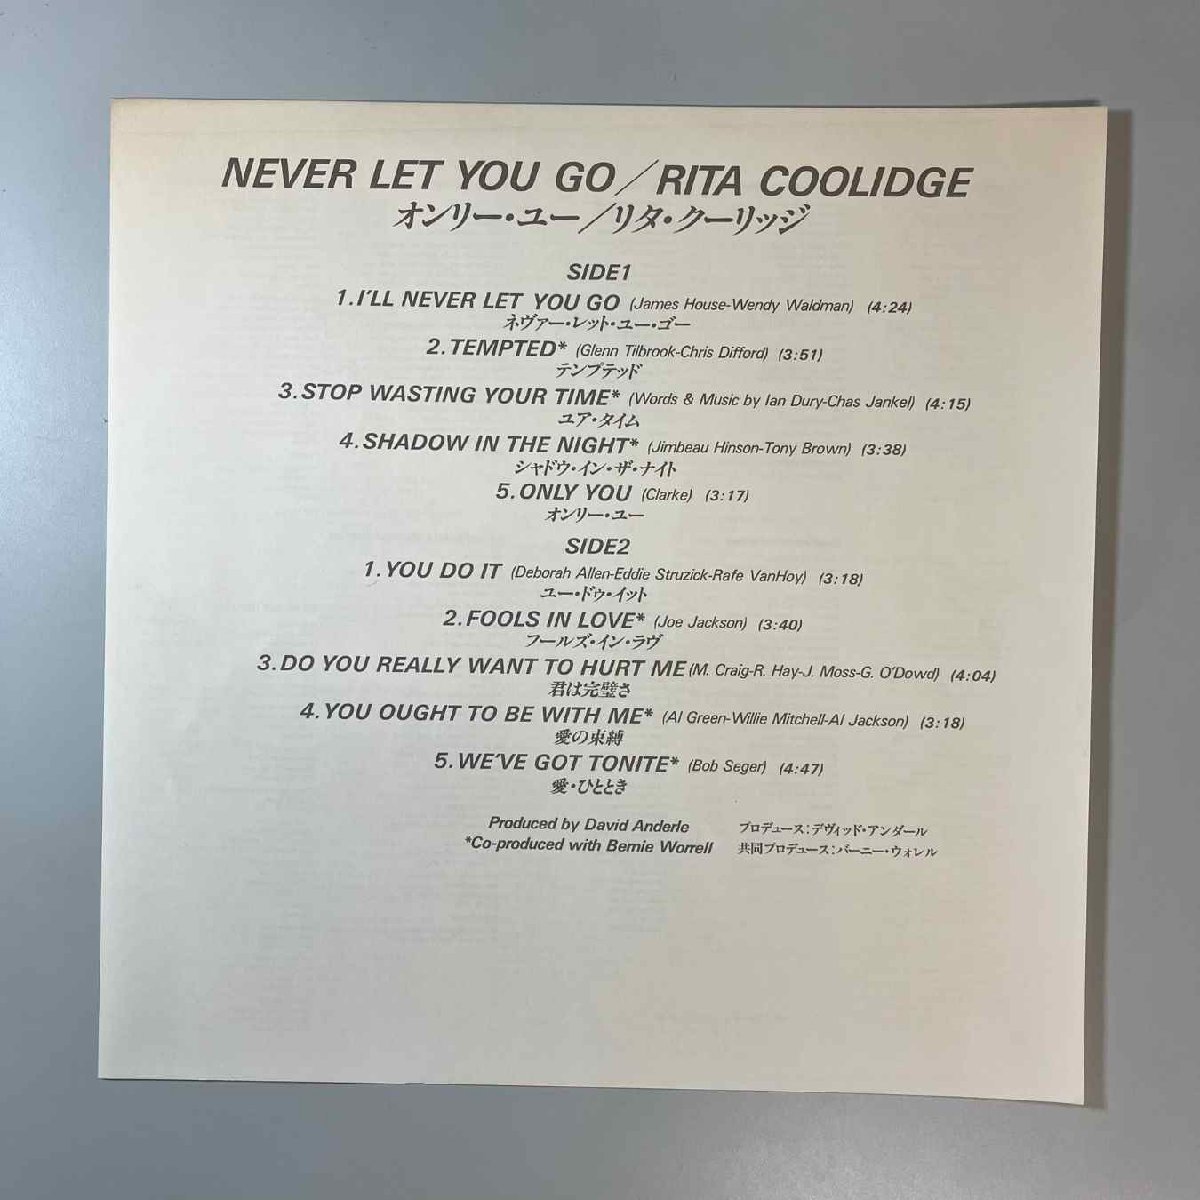 NEVER LET YOU GO／RITA COOLIDGE
オンリー・ユー／リタ・クーリッジ
SIDE1
1.I'LL NEVER LET YOU GO (James House-Wendy Waldman) (4:24)
ネヴァー・レット・ユー・ゴー
2.TEMPTED* (Glenn Tilbrook-Chris Difford) (3:51)
テンプテッド
3.STOP WASTING YOUR TIME* (Words & Music by Ian Dury-Chas Jankel) (4:15)
ユア・タイム
4.SHADOW IN THE NIGHT* (Jimbeau Hinson-Tony Brown) (3:38)
シャドウ・イン・ザ・ナイト
5.ONLY YOU (Clarke) (3:17)
オンリー・ユー
SIDE2
1.YOU DO IT (Deborah Allen-Eddie Struzick-Rafe VanHoy) (3:18)
ユー・ドゥ・イット
2.FOOLS IN LOVE* (Joe Jackson) (3:40)
フールズ・イン・ラヴ
3.DO YOU REALLY WANT TO HURT ME (M. Craig-R. Hay-J. Moss-G. O'Dowd) (4:04)
君は完璧さ
4.YOU OUGHT TO BE WITH ME* (Al Green-Willie Mitchell-Al Jackson) (3:18)
愛の束縛
5.WE'VE GOT TONITE* (Bob Seger) (4:47)
愛・ひととき
Produced by David Anderle プロデュース：デヴィッド・アンダール
*Co-produced with Bernie Worrell 共同プロデュース：バーニー・ウォレル